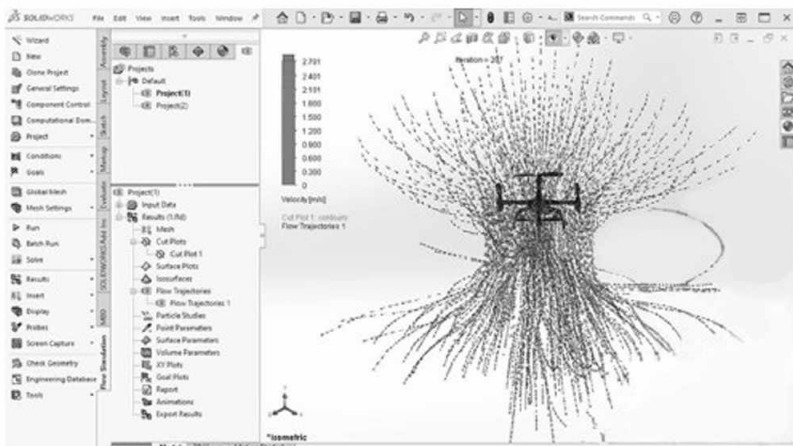 SOLIDWORKS File Edit View Insert Tools Window
Search Commands
Wizard
New
Clone Project
General Settings
Component Control
Computational Dom...
Project
Conditions
Goals
Global Mesh
Mesh Settings
Run
Batch Run
Solve
Results
Insert
Display
Probes
Screen Capture
Check Geometry
Engineering Database
Tools
Assembly
Layout
Sketch
Markup
Evaluate
SOLIDWORKS Add Ins
MBD
Flow Simulation
Projects
Default
Project(1)
Project(2)
Project(1)
Input Data
Results (1.fld)
Mesh
Cut Plots
Cut Plot 1
Surface Plots
Isosurfaces
Flow Trajectories
Flow Trajectories 1
Particle Studies
Point Parameters
Surface Parameters
Volume Parameters
XY Plots
Goal Plots
Report
Animations
Export Results
2.701
2.401
2.101
1.800
1.500
1.200
0.900
0.600
0.300
0
Velocity [m/s]
Cut Plot 1: contours
Flow Trajectories 1
Iteration =
*Isometric